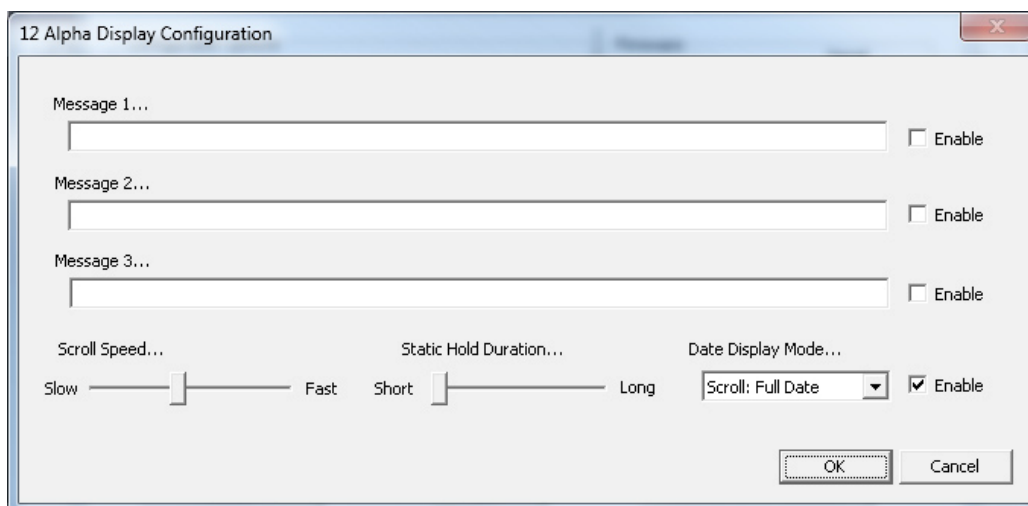 12 Alpha Display Configuration
Message 1...
Enable
Message 2...
Enable
Message 3...
Enable
Scroll Speed...
Static Hold Duration...
Date Display Mode...
Slow
Fast
Short
Long
Scroll: Full Date
Enable
OK
Cancel